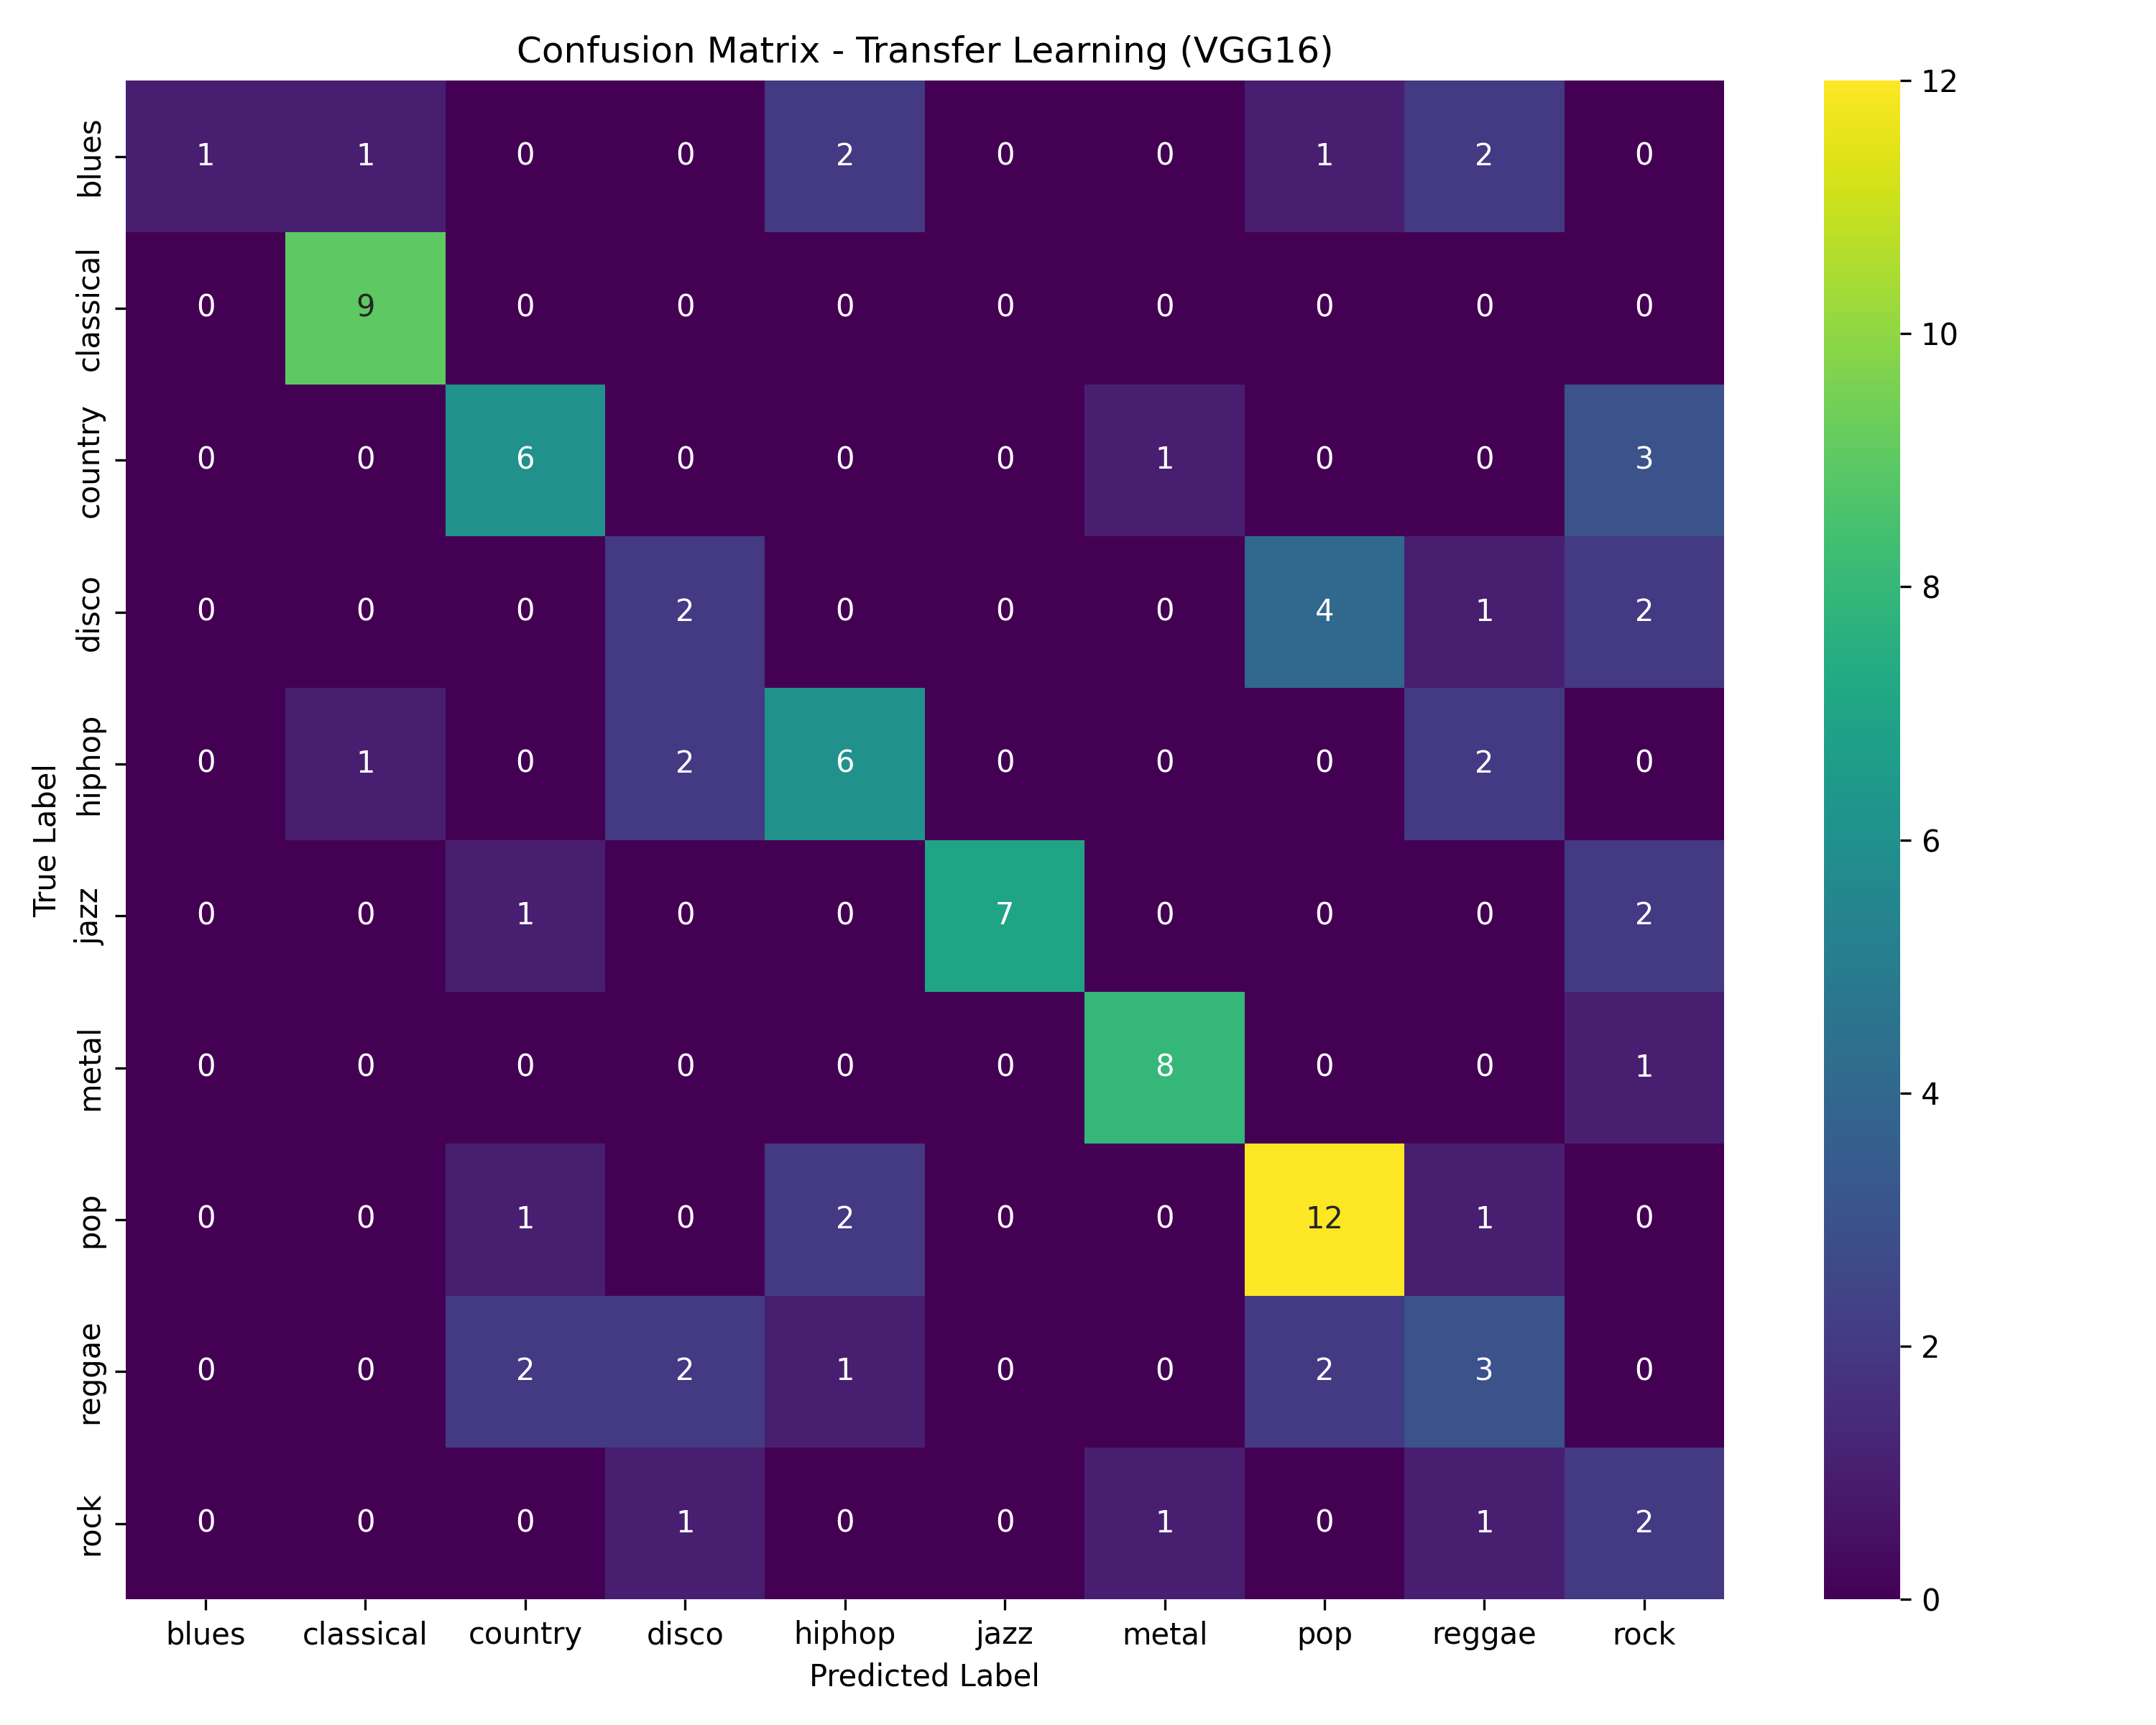 Confusion Matrix - Transfer Learning (VGG16)
True Label
blues 1 1 0 0 2 0 0 1 2 0
classical 0 9 0 0 0 0 0 0 0 0
country 0 0 6 0 0 0 1 0 0 3
disco 0 0 0 2 0 0 0 4 1 2
hiphop 0 1 0 2 6 0 0 0 2 0
jazz 0 0 1 0 0 7 0 0 0 2
metal 0 0 0 0 0 0 8 0 0 1
pop 0 0 1 0 2 0 0 12 1 0
reggae 0 0 2 2 1 0 0 2 3 0
rock 0 0 0 1 0 0 1 0 1 2
blues classical country disco hiphop jazz metal pop reggae rock
Predicted Label
12
10
8
6
4
2
0